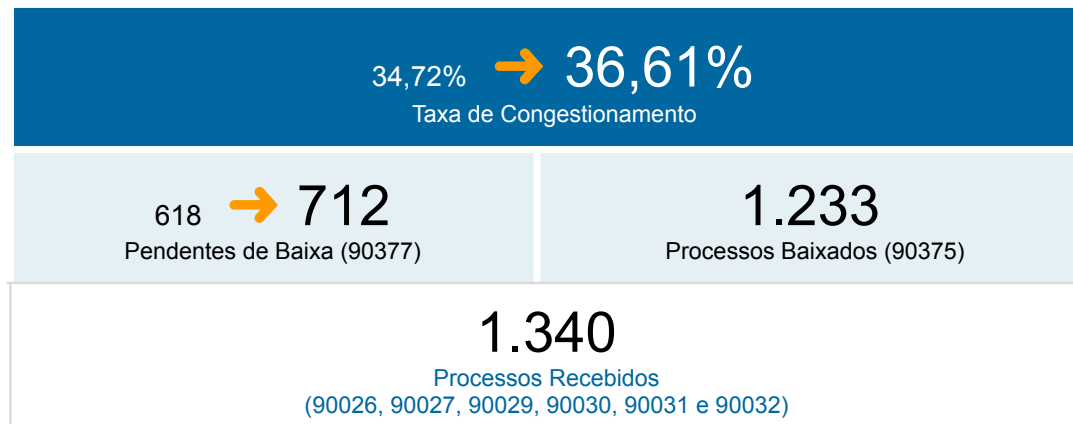 34,72% ➜ 36,61%
Taxa de Congestionamento
618 ➜ 712
Pendentes de Baixa (90377)
1.233
Processos Baixados (90375)
1.340
Processos Recebidos
(90026, 90027, 90029, 90030, 90031 e 90032)